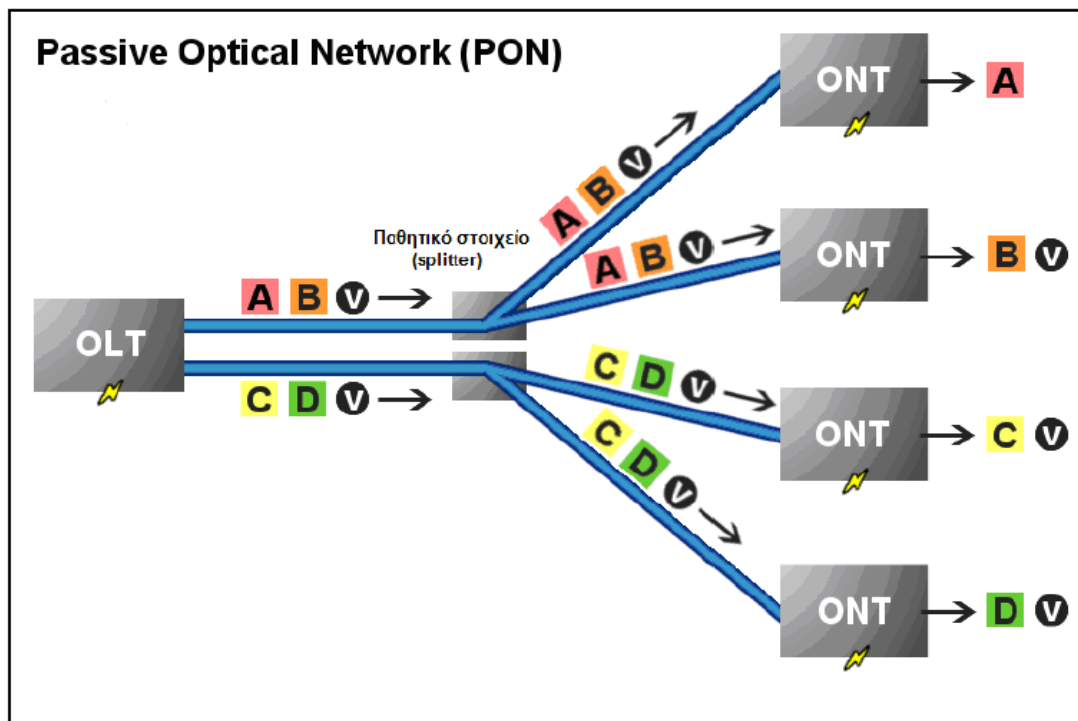 Passive Optical Network (PON)
ONT
A
A B V
Παθητικό στοιχείο
(splitter)
A B V
ONT
B V
A B V
OLT
C D V
C D V
ONT
C V
C D V
ONT
D V